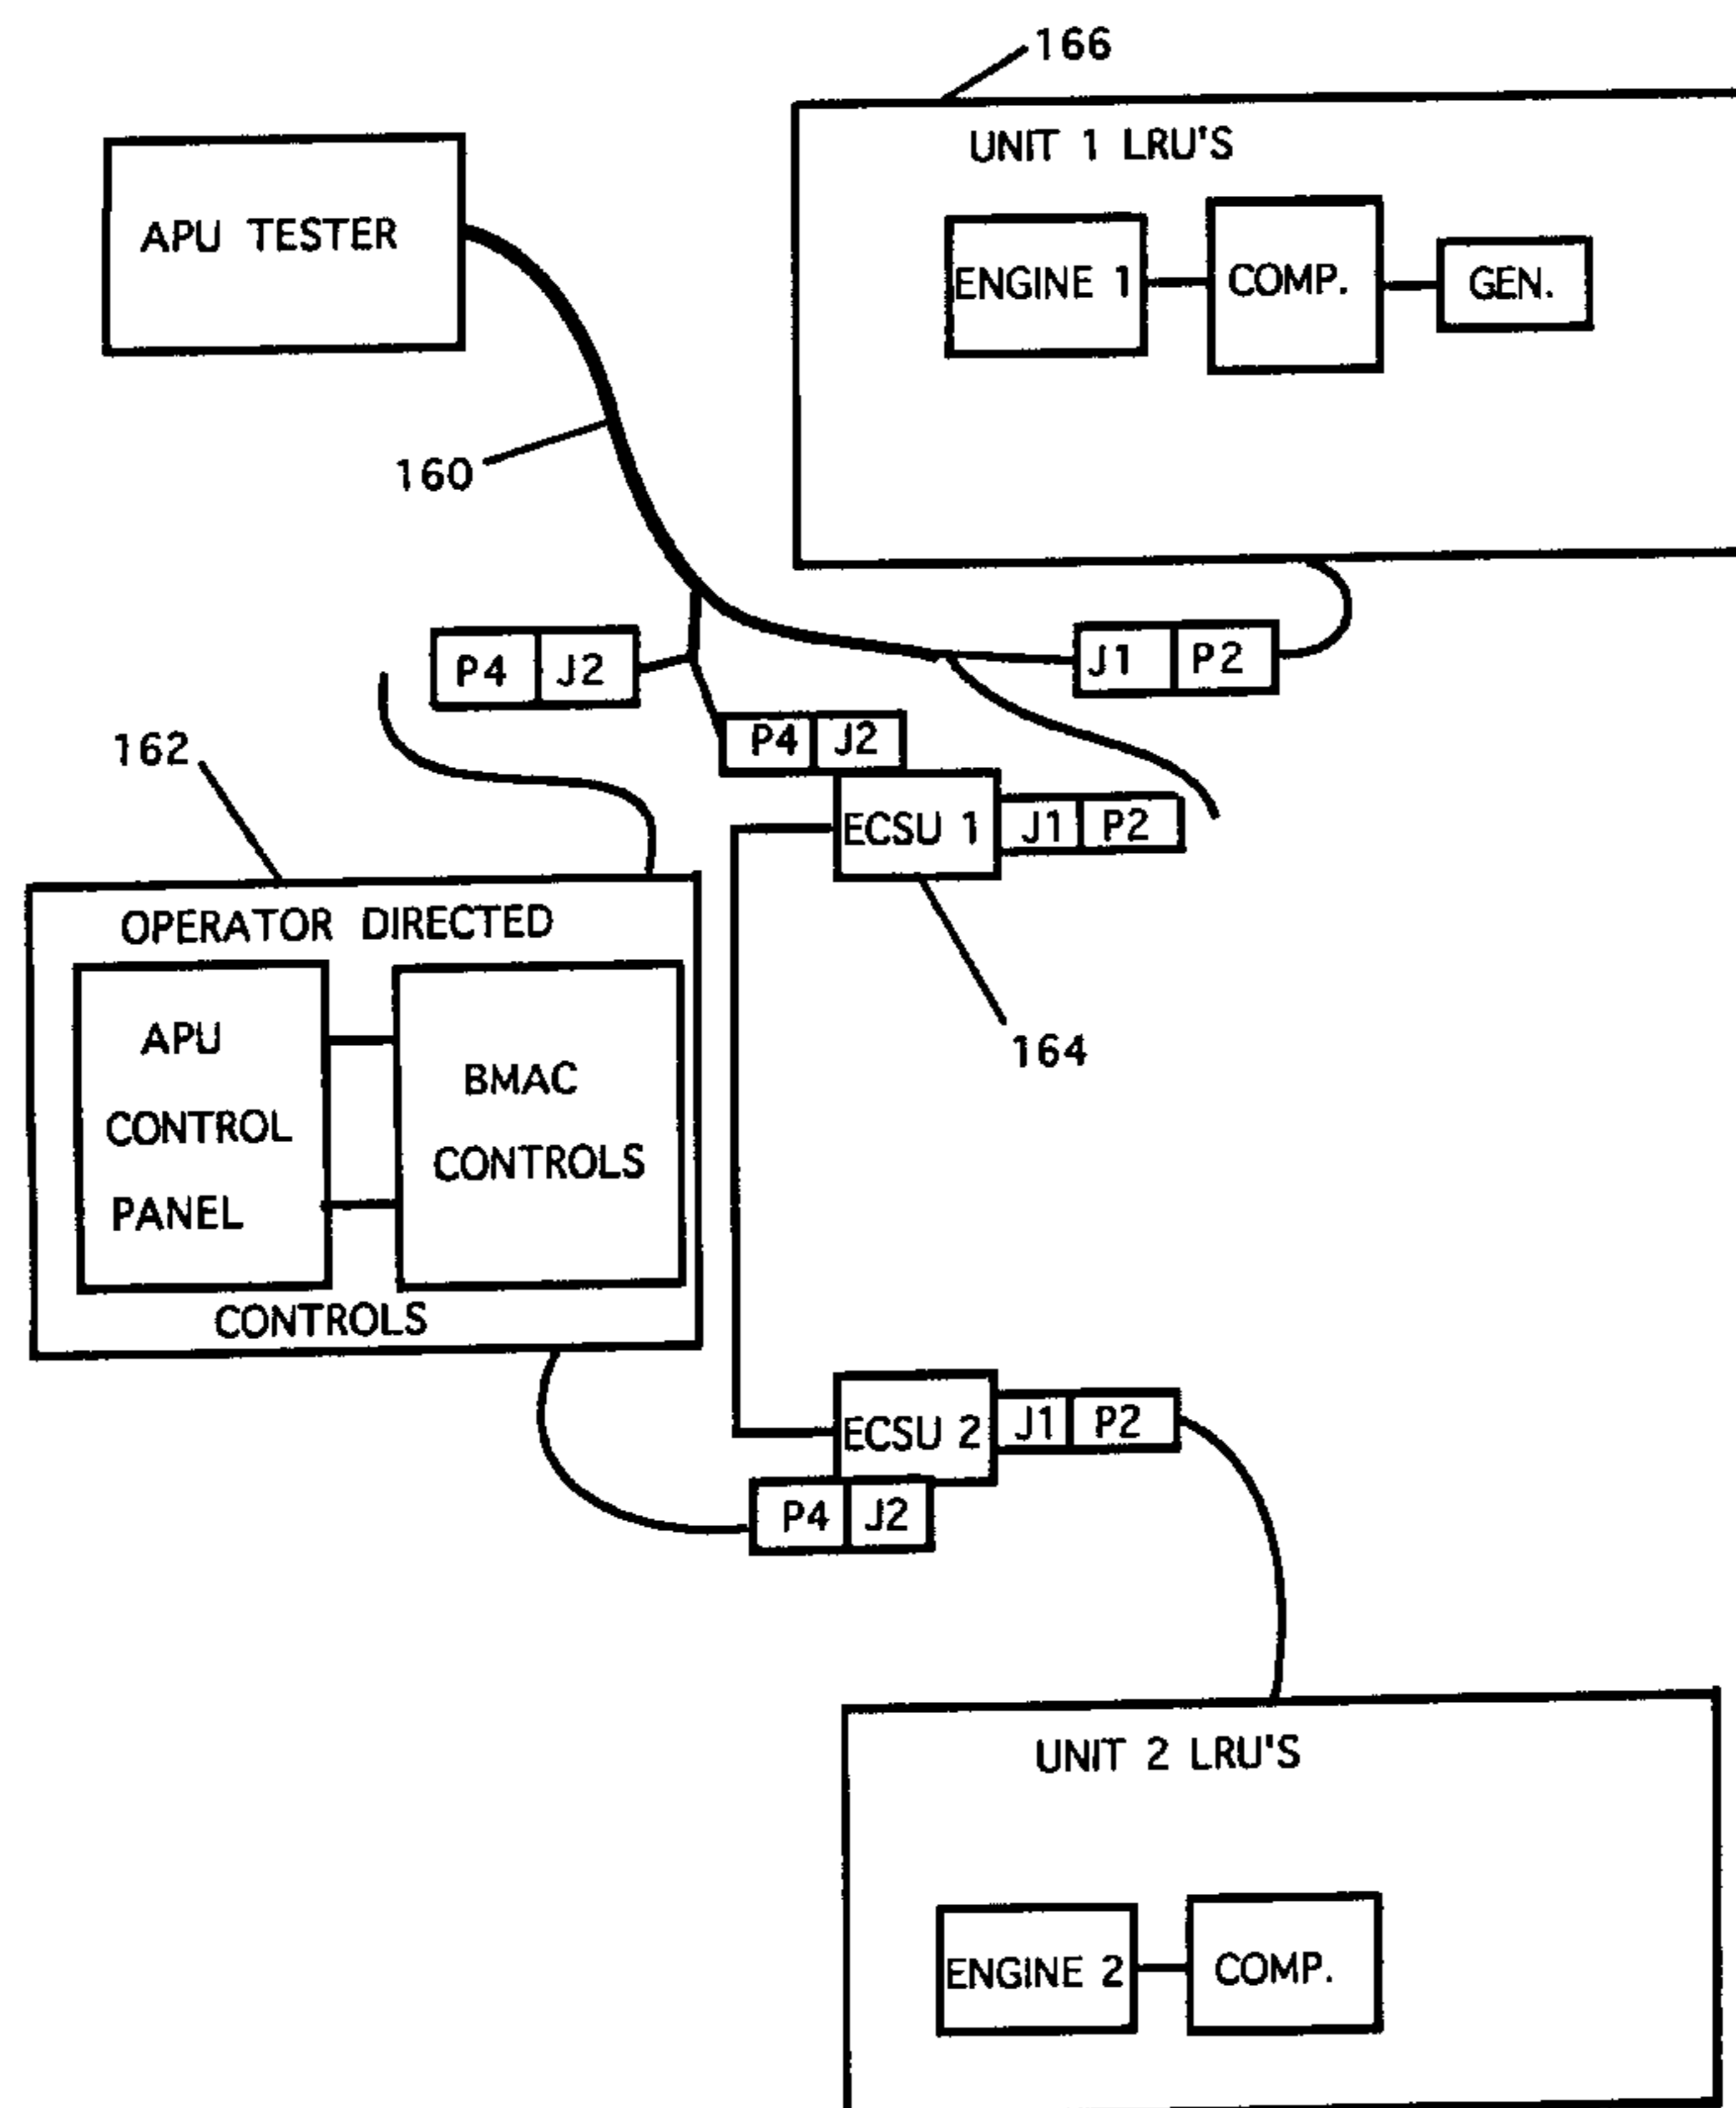 166
UNIT 1 LRU'S
APU TESTER
ENGINE 1
COMP.
GEN.
160
P4 J2
J1 P2
P4 J2
162
ECSU 1
J1 P2
OPERATOR DIRECTED
APU
CONTROL
PANEL
BMAC
CONTROLS
CONTROLS
164
ECSU 2
J1 P2
P4 J2
UNIT 2 LRU'S
ENGINE 2
COMP.